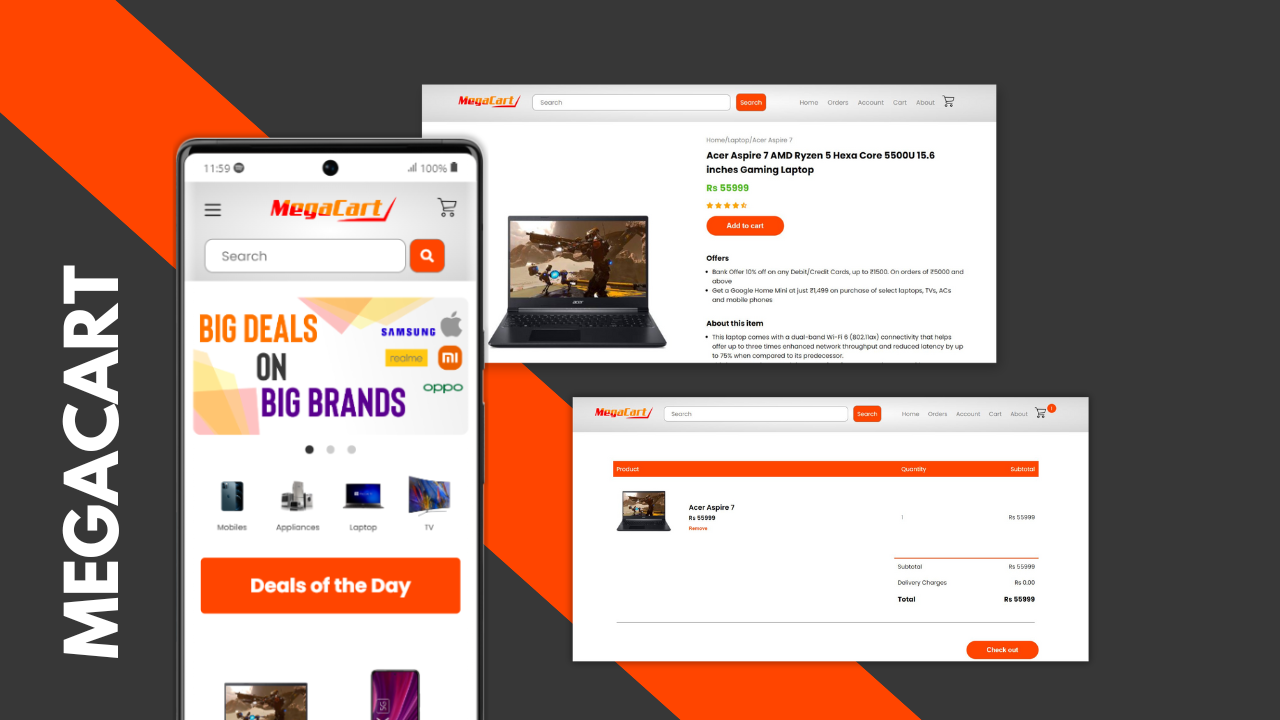 MEGACART
11:59
100%
MegaCart
Search
BIG DEALS
ON
BIG BRANDS
SAMSUNG
realme
mi
oppo
Mobiles
Appliances
Laptop
TV
Deals of the Day
MegaCart
Search
Search
Home
Orders
Account
Cart
About
Home/Laptop/Acer Aspire 7
Acer Aspire 7 AMD Ryzen 5 Hexa Core 5500U 15.6
inches Gaming Laptop
Rs 55999
Add to cart
Offers
Bank Offer 10% off on any Debit/Credit Cards, up to ₹1500. On orders of ₹5000 and
above
Get a Google Home Mini at just ₹1,499 on purchase of select laptops, TVs, ACs
and mobile phones
About this item
This laptop comes with a dual-band Wi-Fi 6 (802.11ax) connectivity that helps
offer up to three times enhanced network throughput and reduced latency by up
to 75% when compared to its predecessor.
acer
MegaCart
Search
Search
Home
Orders
Account
Cart
About
1
Product
Quantity
Subtotal
Acer Aspire 7
Rs 55999
Remove
1
Rs 55999
Subtotal
Rs 55999
Delivery Charges
Rs 0.00
Total
Rs 55999
Check out